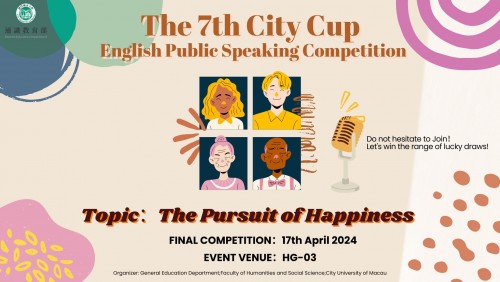 The 7th City Cup
English Public Speaking Competition
Do not hesitate to Join!
Let's win the range of lucky draws!
Topic: The Pursuit of Happiness
FINAL COMPETITION: 17th April 2024
EVENT VENUE: HG-03
Organizer: General Education Department;Faculty of Humanities and Social Science;City University of Macau